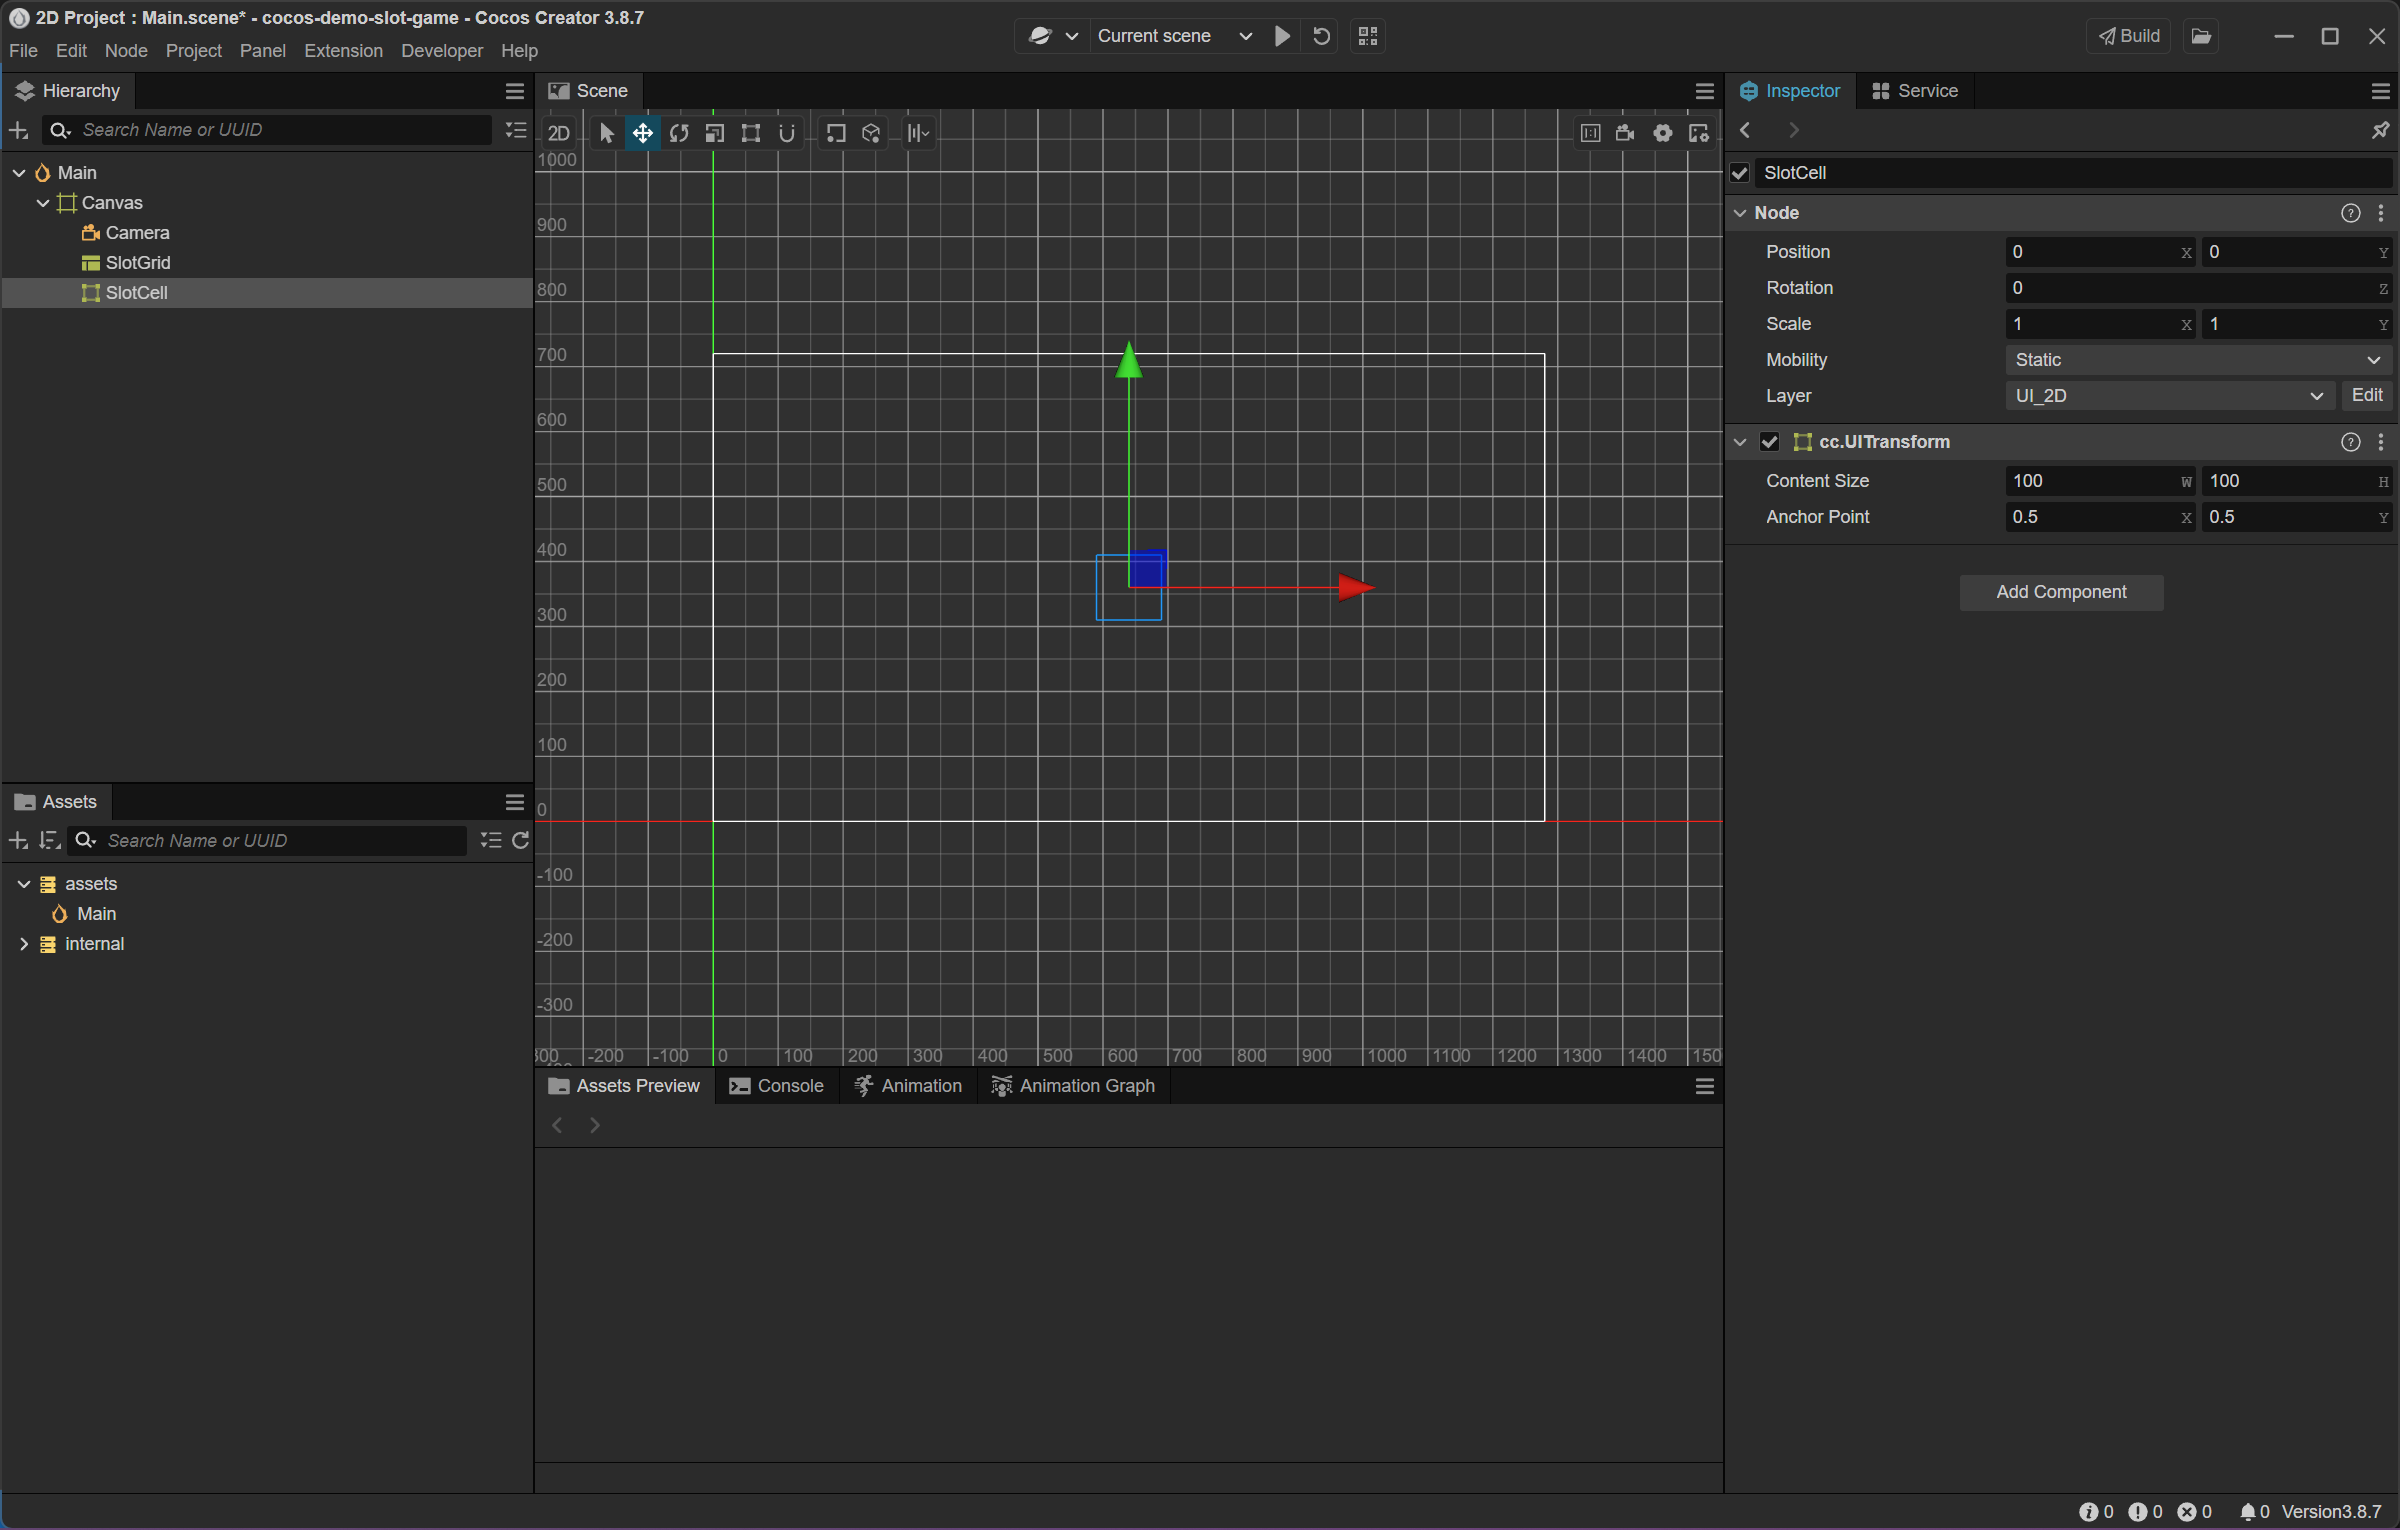 2D Project : Main.scene* - cocos-demo-slot-game - Cocos Creator 3.8.7
File Edit Node Project Panel Extension Developer Help
Current scene
Build
Hierarchy
Search Name or UUID
Main
Canvas
Camera
SlotGrid
SlotCell
Assets
Search Name or UUID
assets
Main
internal
Scene
2D
1000
900
800
700
600
500
400
300
200
100
0
-100
-200
-300
-200 -100 0 100 200 300 400 500 600 700 800 900 1000 1100 1200 1300 1400
Assets Preview Console Animation Animation Graph
Inspector Service
SlotCell
Node
Position 0 X 0 Y
Rotation 0 Z
Scale 1 X 1 Y
Mobility Static
Layer UI_2D Edit
cc.UITransform
Content Size 100 W 100 H
Anchor Point 0.5 X 0.5 Y
Add Component
0 0 0 0 Version3.8.7